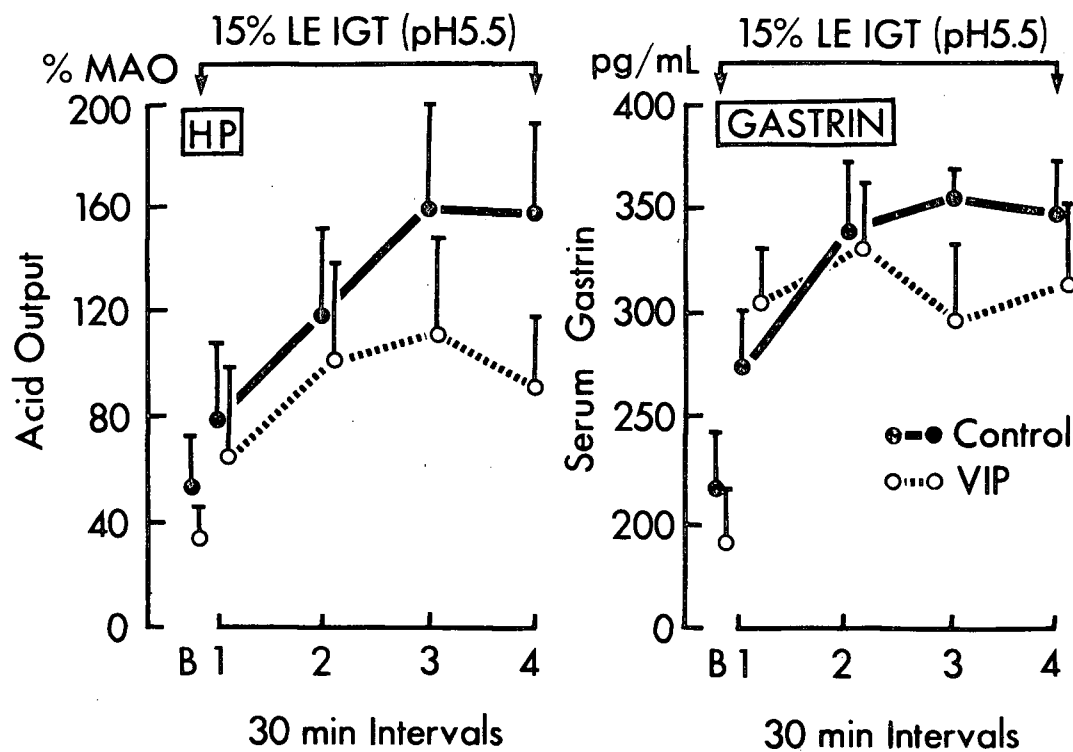 15% LE IGT (pH5.5)
% MAO
200
HP
160
120
80
40
0
Acid Output
B 1 2 3 4
30 min Intervals
15% LE IGT (pH5.5)
pg/mL
400
GASTRIN
350
300
250
200
0
Serum Gastrin
Control
VIP
B 1 2 3 4
30 min Intervals